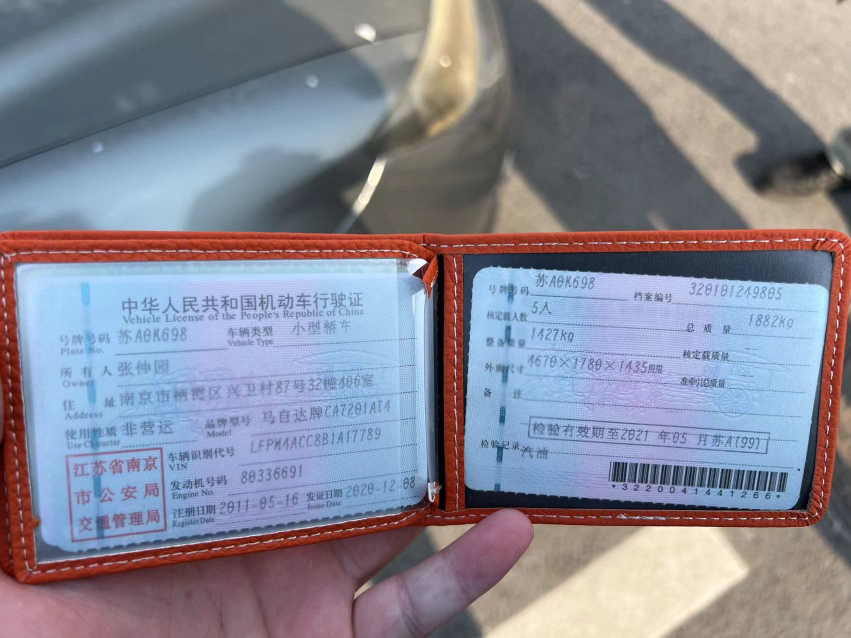 中华人民共和国机动车行驶证
Vehicle License of the People's Republic of China
号牌号码 苏A0K698 车辆类型 小型轿车
Plate No. Vehicle Type
所有人 张仲园
Owner
住址 南京市栖霞区兴卫村87号32幢406室
Address
使用性质 非营运 品牌型号 马自达牌CA7201AT4
Use Character Model
车辆识别代号 LFPM4ACC8B1A17789
VIN
发动机号码 80336691
Engine No.
注册日期 2011-05-16 发证日期 2020-12-08
Register Date Issue Date
江苏省南京
市公安局
交通管理局
号牌号码 苏A0K698 档案编号 320101249805
核定载人数 5人 总质量 1882kg
整备质量 1427kg 核定载质量 --
外廓尺寸 4670×1780×1435mm 准牵引总质量 --
备注
检验有效期至2021年05月苏A(99)
检验记录 汽油
*3220041441266*